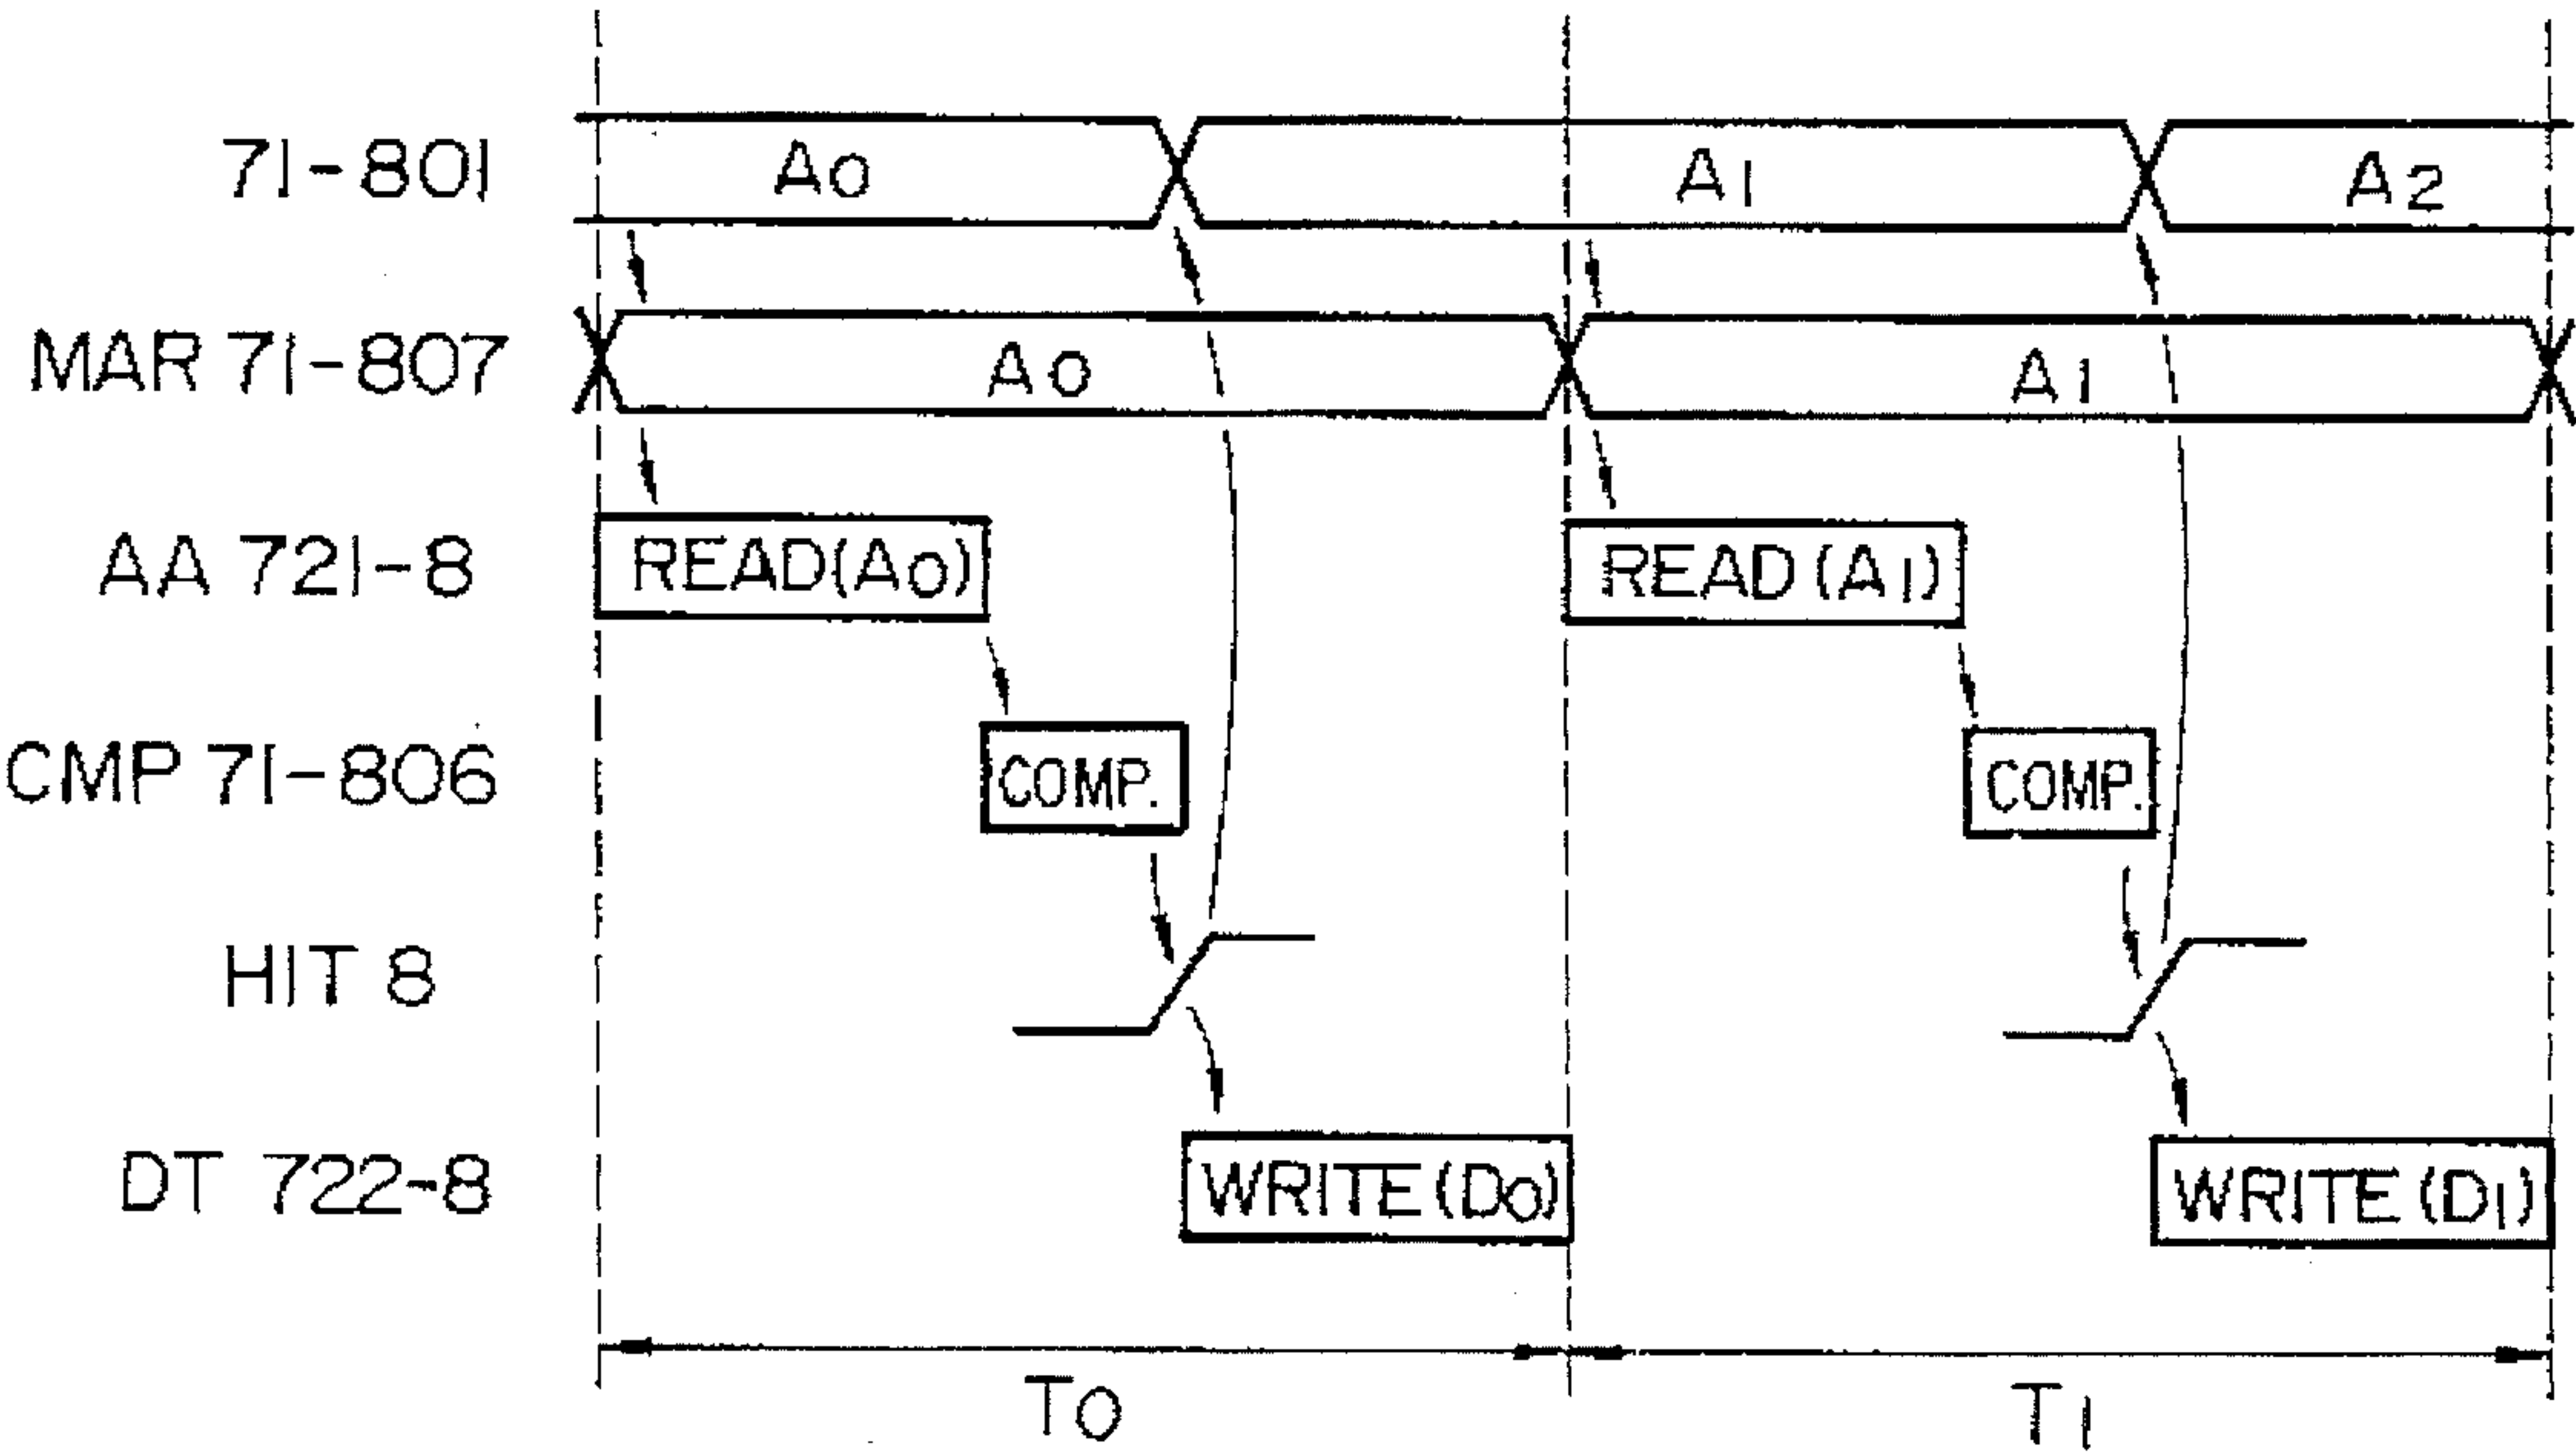 71-801 A0 A1 A2
MAR 71-807 A0 A1
AA 721-8 READ(A0) READ(A1)
CMP 71-806 COMP. COMP.
HIT 8
DT 722-8 WRITE(D0) WRITE(D1)
T0 T1